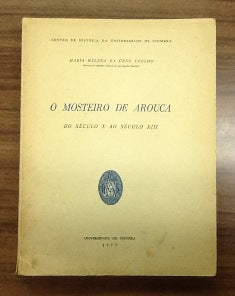 CENTRO DE HISTÓRIA DA UNIVERSIDADE DE COIMBRA
MARIA HELENA DA CRUZ COELHO
O MOSTEIRO DE AROUCA
DO SÉCULO X AO SÉCULO XIII
UNIVERSIDADE DE COIMBRA
1977